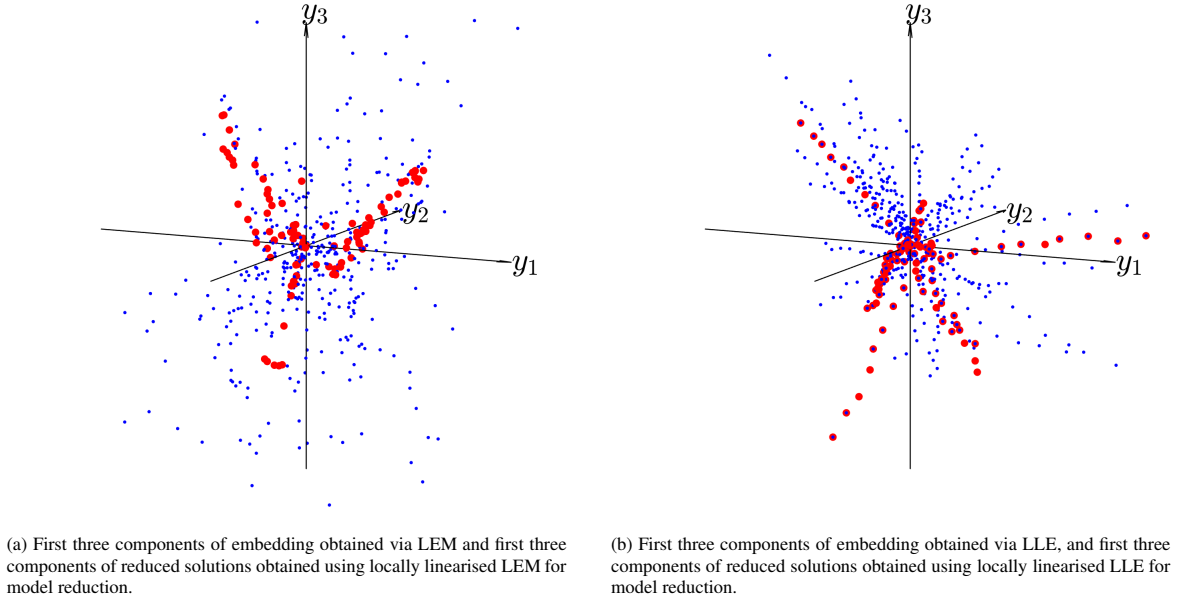 y3
y2
y1
y3
y2
y1
(a) First three components of embedding obtained via LEM and first three
components of reduced solutions obtained using locally linearised LEM for
model reduction.
(b) First three components of embedding obtained via LLE, and first three
components of reduced solutions obtained using locally linearised LLE for
model reduction.